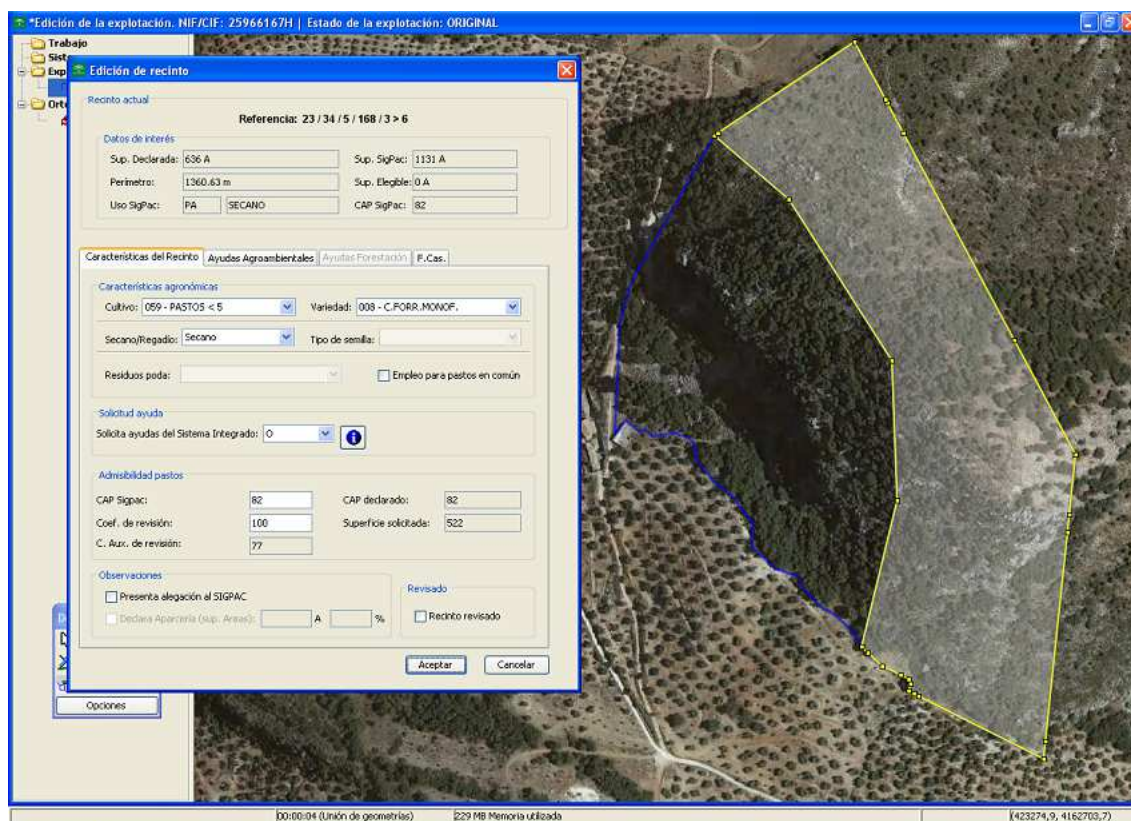 *Edición de la explotación. NIF/CIF: 25966167H | Estado de la explotación: ORIGINAL
Trabajo
Edición de recinto
Recinto actual
Referencia: 23 / 34 / 5 / 168 / 3 > 6
Datos de interés
Sup. Declarada: 636 A Sup. SigPac: 1131 A
Perímetro: 1360.63 m Sup. Elegible: 0 A
Uso SigPac: PA SECANO CAP SigPac: 82
Características del Recinto Ayudas Agroambientales Ayudas Forestación F.Cas.
Características agronómicas
Cultivo: 059 - PASTOS < 5 Variedad: 008 - C.FORR.MONOF.
Secano/Regadío: Secano Tipo de semilla:
Residuos poda: Empleo para pastos en común
Solicitud ayuda
Solicita ayudas del Sistema Integrado: O
Admisibilidad pastos
CAP Sigpac: 82 CAP declarado: 82
Coef. de revisión: 100 Superficie solicitada: 522
C. Aux. de revisión: 77
Observaciones
Revisado
Presenta alegación al SIGPAC
Declara Aparcería (sup. Areas): A %
Recinto revisado
Aceptar Cancelar
Opciones
00:00:04 (Unión de geometrías) 229 MB Memoria utilizada (423274,9, 4162703,7)